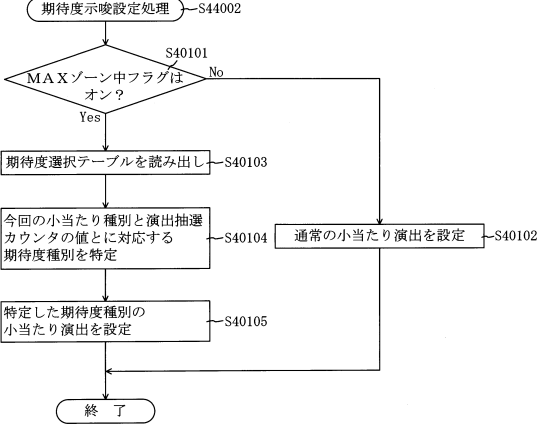 期待度示唆設定処理
S44002
S40101
MAXゾーン中フラグは
オン？
No
Yes
期待度選択テーブルを読み出し
S40103
今回の小当たり種別と演出抽選
カウンタの値とに対応する
期待度種別を特定
S40104
通常の小当たり演出を設定
S40102
特定した期待度種別の
小当たり演出を設定
S40105
終 了